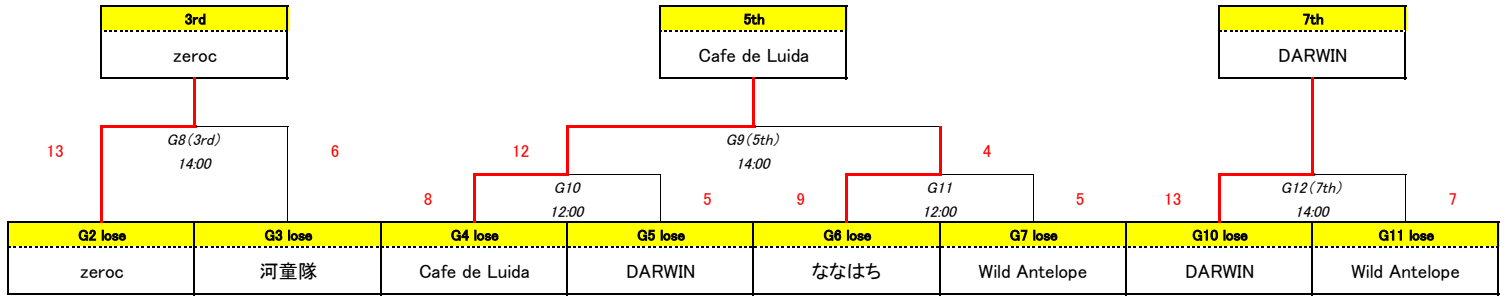 3rd
5th
7th
zeroc
Cafe de Luida
DARWIN
G8(3rd)
G9(5th)
13
6
12
4
14:00
14:00
G10
G11
G12(7th)
8
5
9
5
13
7
12:00
12:00
14:00
G2 lose
G3 lose
G4 lose
G5 lose
G6 lose
G7 lose
G10 lose
G11 lose
zeroc
河童隊
Cafe de Luida
DARWIN
ななはち
Wild Antelope
DARWIN
Wild Antelope